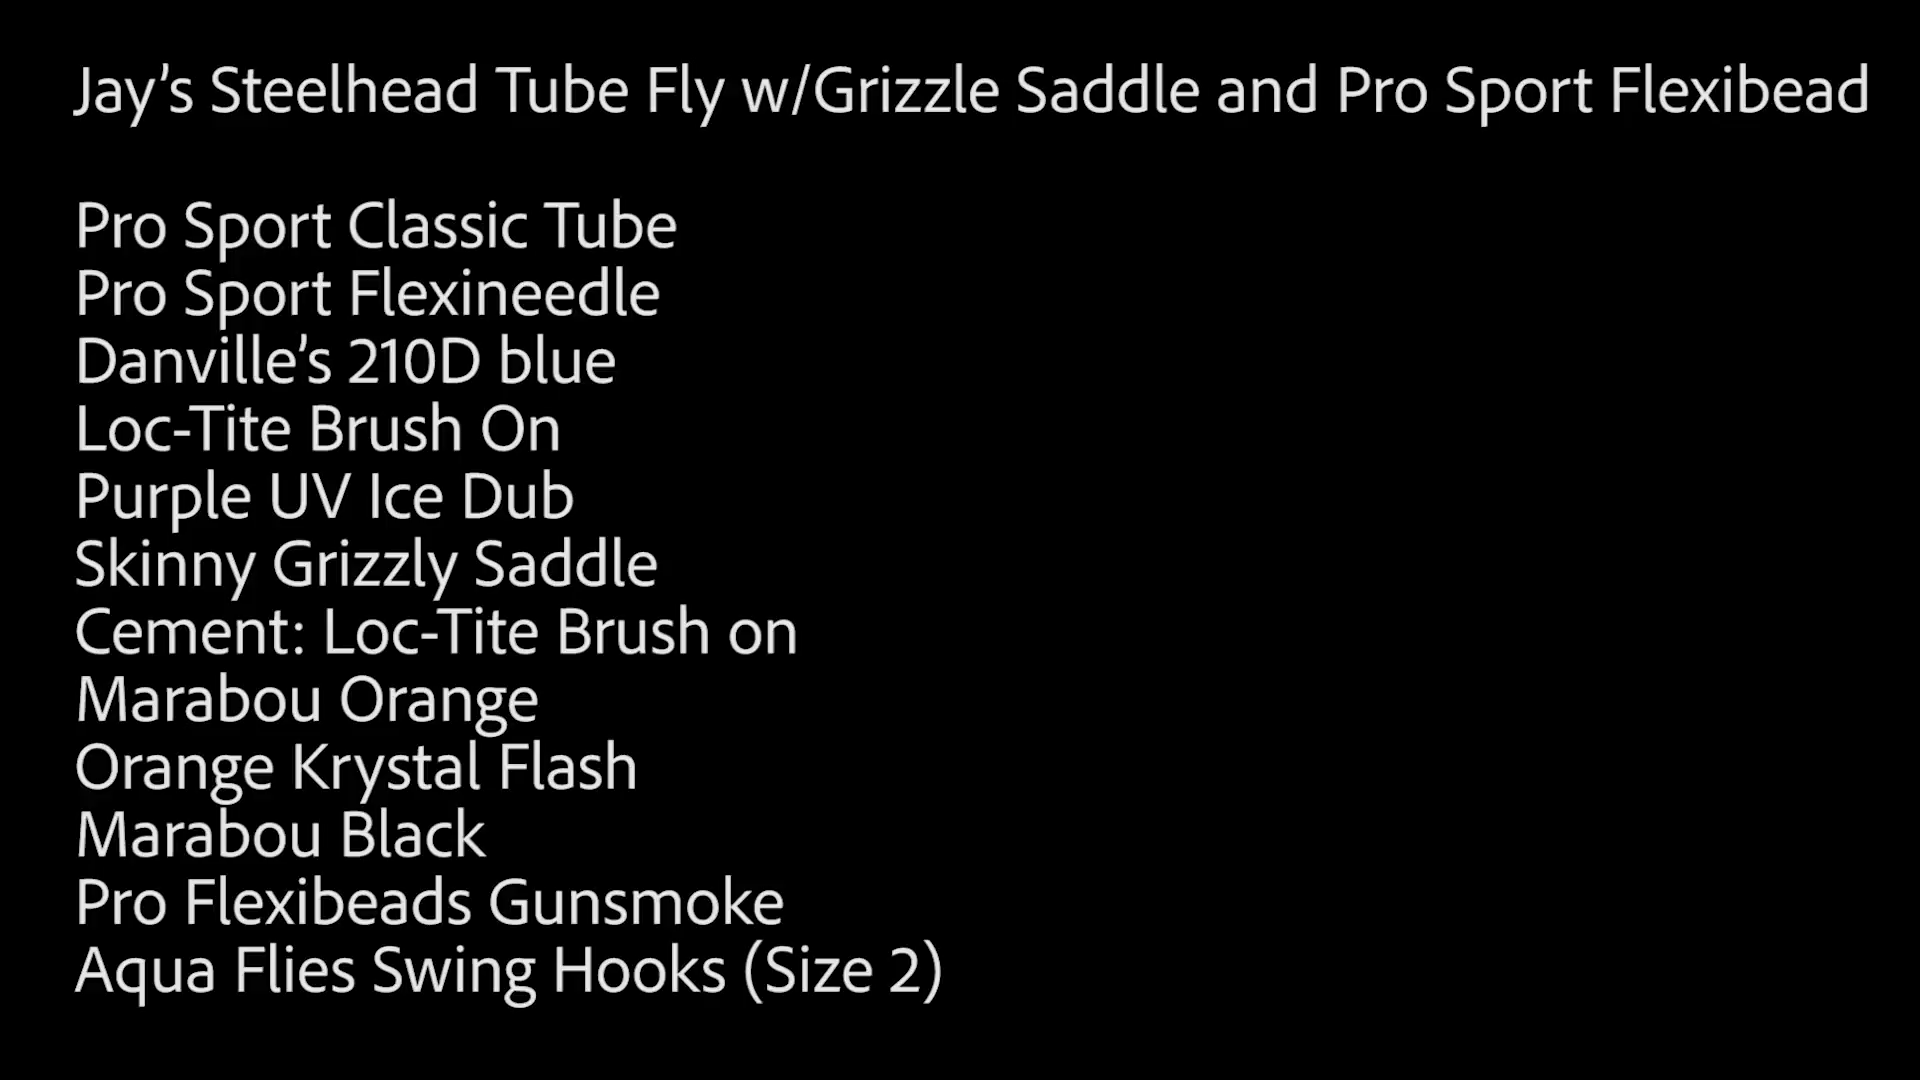 Jay’s Steelhead Tube Fly w/Grizzle Saddle and Pro Sport Flexibead
Pro Sport Classic Tube
Pro Sport Flexineedle
Danville’s 210D blue
Loc-Tite Brush On
Purple UV Ice Dub
Skinny Grizzly Saddle
Cement: Loc-Tite Brush on
Marabou Orange
Orange Krystal Flash
Marabou Black
Pro Flexibeads Gunsmoke
Aqua Flies Swing Hooks (Size 2)